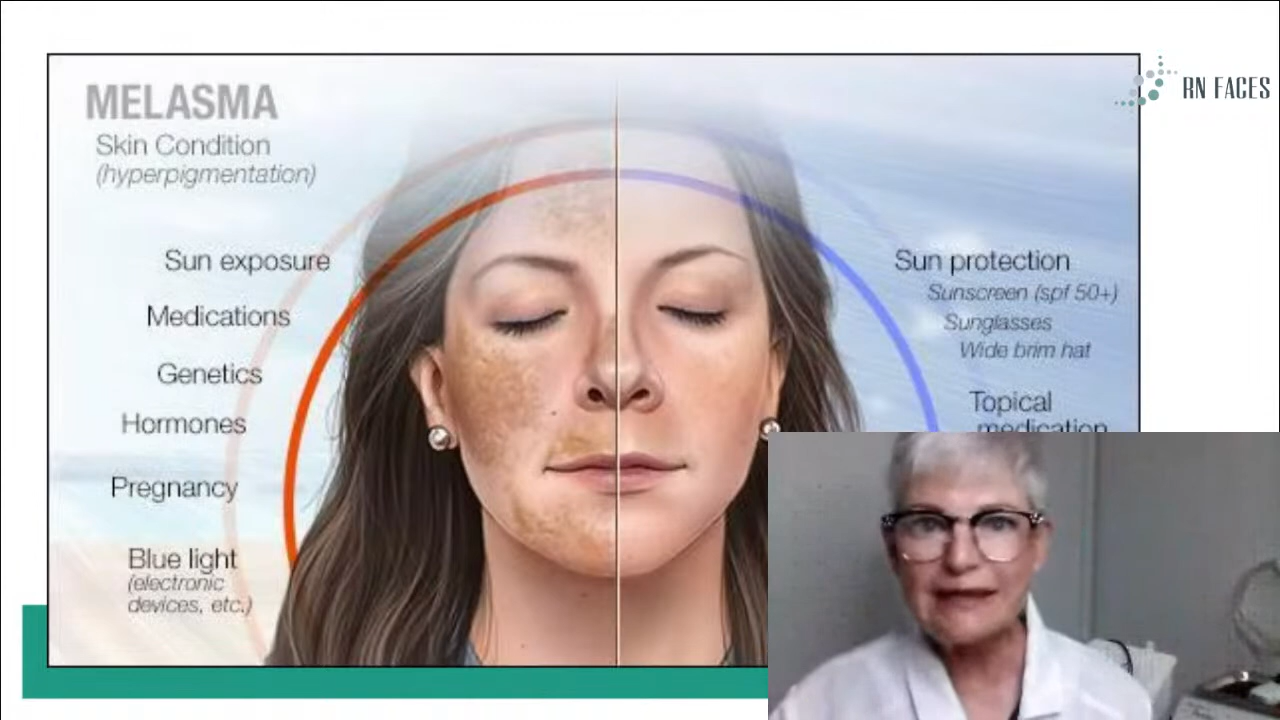 MELASMA
Skin Condition
(hyperpigmentation)
Sun exposure
Medications
Genetics
Hormones
Pregnancy
Blue light
(electronic
devices, etc.)
RN FACES
Sun protection
Sunscreen (spf 50+)
Sunglasses
Wide brim hat
Topical
medication